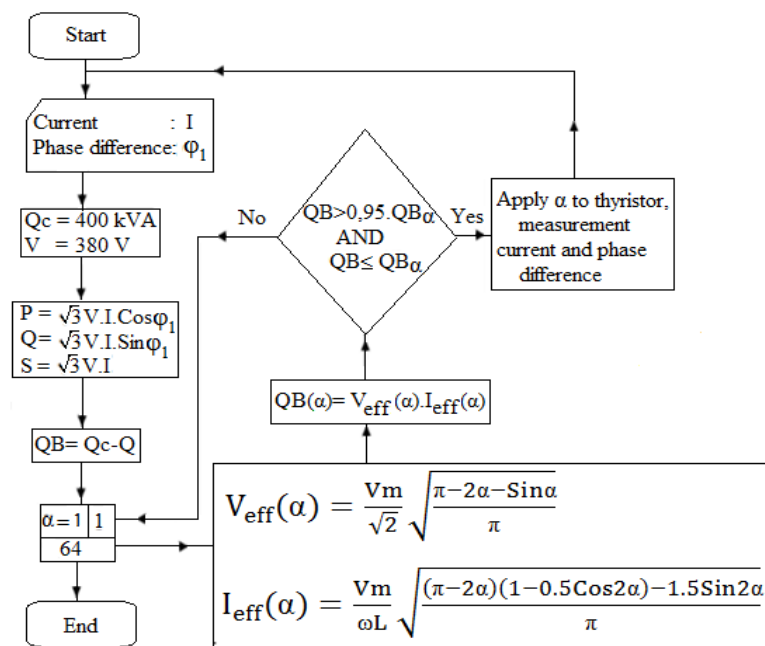 Start
Current : I
Phase difference: φ₁
Qc = 400 kVA
V = 380 V
P = √3V.I.Cosφ₁
Q= √3V.I.Sinφ₁
S = √3V.I
QB= Qc-Q
α=1 1
64
End
No
QB>0,95.QBα
AND
QB≤ QBα
Yes
Apply α to thyristor,
measurement
current and phase
difference
QB(α)= Veff(α).Ieff(α)
Veff(α) = Vm/√2 √((π−2α−Sinα)/π)
Ieff(α) = Vm/ωL √(((π−2α)(1−0.5Cos2α)−1.5Sin2α)/π)